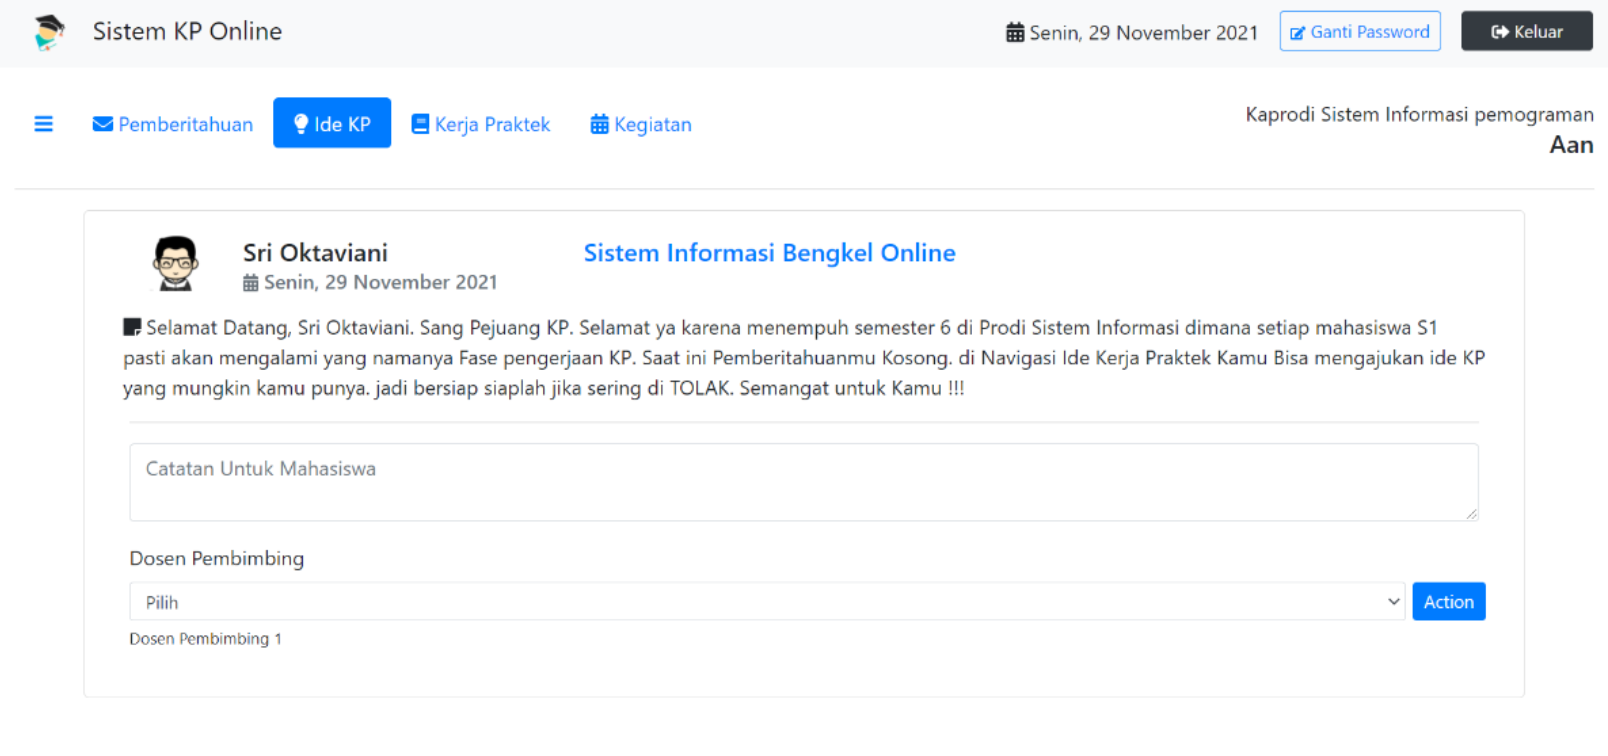 Sistem KP Online
Senin, 29 November 2021
Ganti Password
Keluar
Pemberitahuan
Ide KP
Kerja Praktek
Kegiatan
Kaprodi Sistem Informasi pemograman
Aan
Sri Oktaviani
Sistem Informasi Bengkel Online
Senin, 29 November 2021
Selamat Datang, Sri Oktaviani. Sang Pejuang KP. Selamat ya karena menempuh semester 6 di Prodi Sistem Informasi dimana setiap mahasiswa S1
pasti akan mengalami yang namanya Fase pengerjaan KP. Saat ini Pemberitahuanmu Kosong. di Navigasi Ide Kerja Praktek Kamu Bisa mengajukan ide KP
yang mungkin kamu punya. jadi bersiap siaplah jika sering di TOLAK. Semangat untuk Kamu !!!
Catatan Untuk Mahasiswa
Dosen Pembimbing
Pilih
Action
Dosen Pembimbing 1